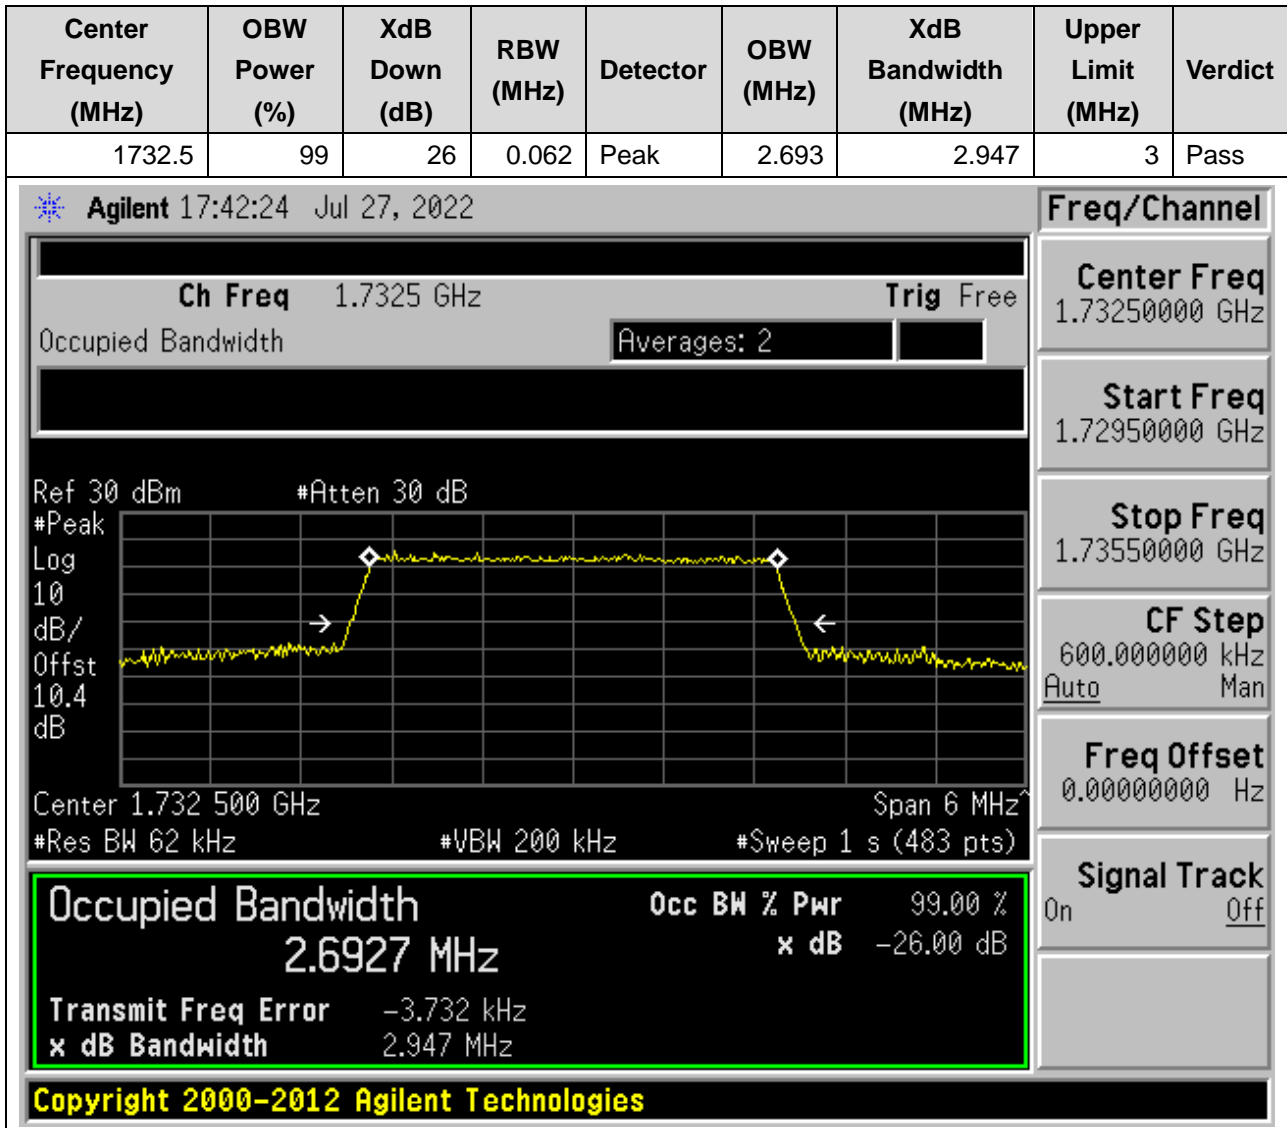 Center Frequency (MHz) OBW Power (%) XdB Down (dB) RBW (MHz) Detector OBW (MHz) XdB Bandwidth (MHz) Upper Limit (MHz) Verdict
1732.5 99 26 0.062 Peak 2.693 2.947 3 Pass
Agilent 17:42:24 Jul 27, 2022
Freq/Channel
Ch Freq 1.7325 GHz Trig Free
Occupied Bandwidth Averages: 2
Center Freq
1.73250000 GHz
Start Freq
1.72950000 GHz
Stop Freq
1.73550000 GHz
CF Step
600.000000 kHz
Auto Man
Freq Offset
0.00000000 Hz
Signal Track
On Off
Ref 30 dBm #Atten 30 dB
#Peak
Log
10
dB/
Offst
10.4
dB
Center 1.732 500 GHz Span 6 MHz^
#Res BW 62 kHz #VBW 200 kHz #Sweep 1 s (483 pts)
Occupied Bandwidth Occ BW % Pwr 99.00 %
2.6927 MHz x dB -26.00 dB
Transmit Freq Error -3.732 kHz
x dB Bandwidth 2.947 MHz
Copyright 2000-2012 Agilent Technologies